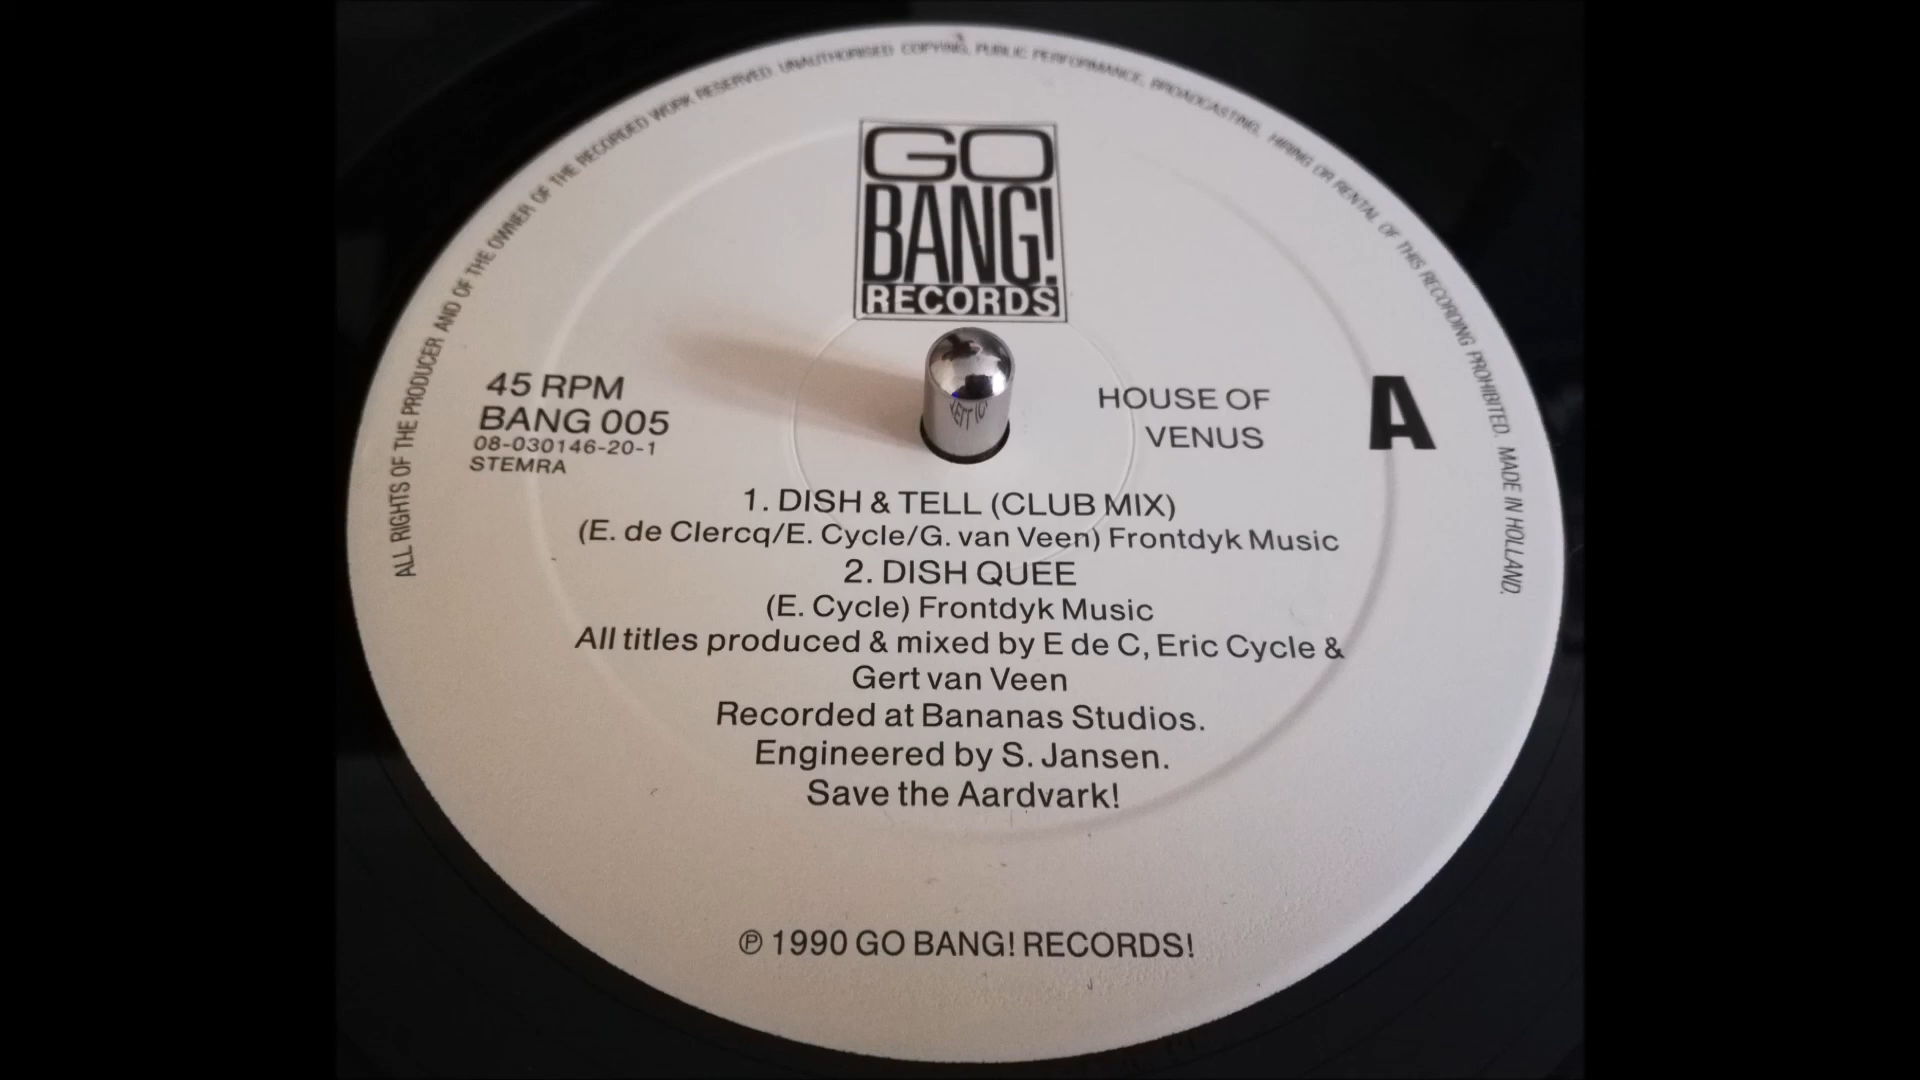 ALL RIGHTS OF THE PRODUCER AND OF THE OWNER OF THE RECORDED WORK RESERVED. UNAUTHORISED COPYING, PUBLIC PERFORMANCE, BROADCASTING, HIRING OR RENTAL OF THIS RECORDING PROHIBITED. MADE IN HOLLAND.
GO
BANG!
RECORDS
45 RPM
BANG 005
08-030146-20-1
STEMRA
HOUSE OF
VENUS
A
1. DISH & TELL (CLUB MIX)
(E. de Clercq/E. Cycle/G. van Veen) Frontdyk Music
2. DISH QUEE
(E. Cycle) Frontdyk Music
All titles produced & mixed by E de C, Eric Cycle &
Gert van Veen
Recorded at Bananas Studios.
Engineered by S. Jansen.
Save the Aardvark!
℗ 1990 GO BANG! RECORDS!